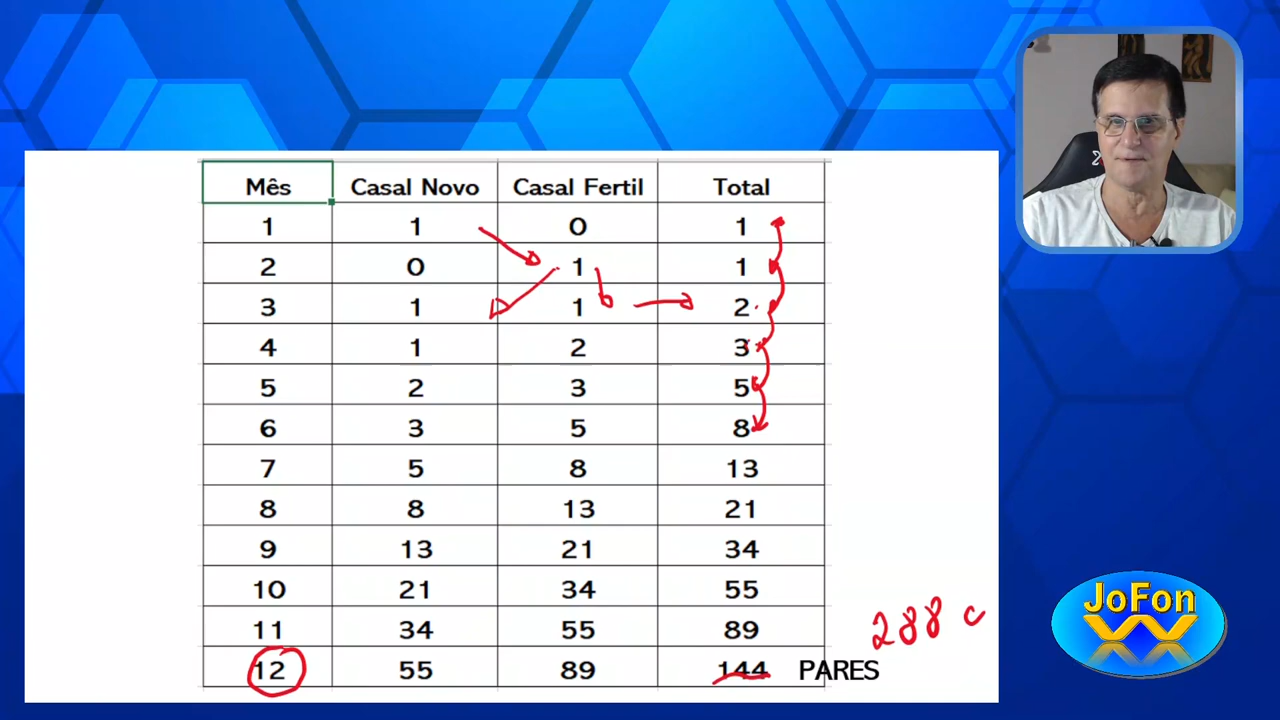 Mês Casal Novo Casal Fertil Total
1 1 0 1
2 0 1 1
3 1 1 2
4 1 2 3
5 2 3 5
6 3 5 8
7 5 8 13
8 8 13 21
9 13 21 34
10 21 34 55
11 34 55 89
12 55 89 144 PARES
288 c
JoFon